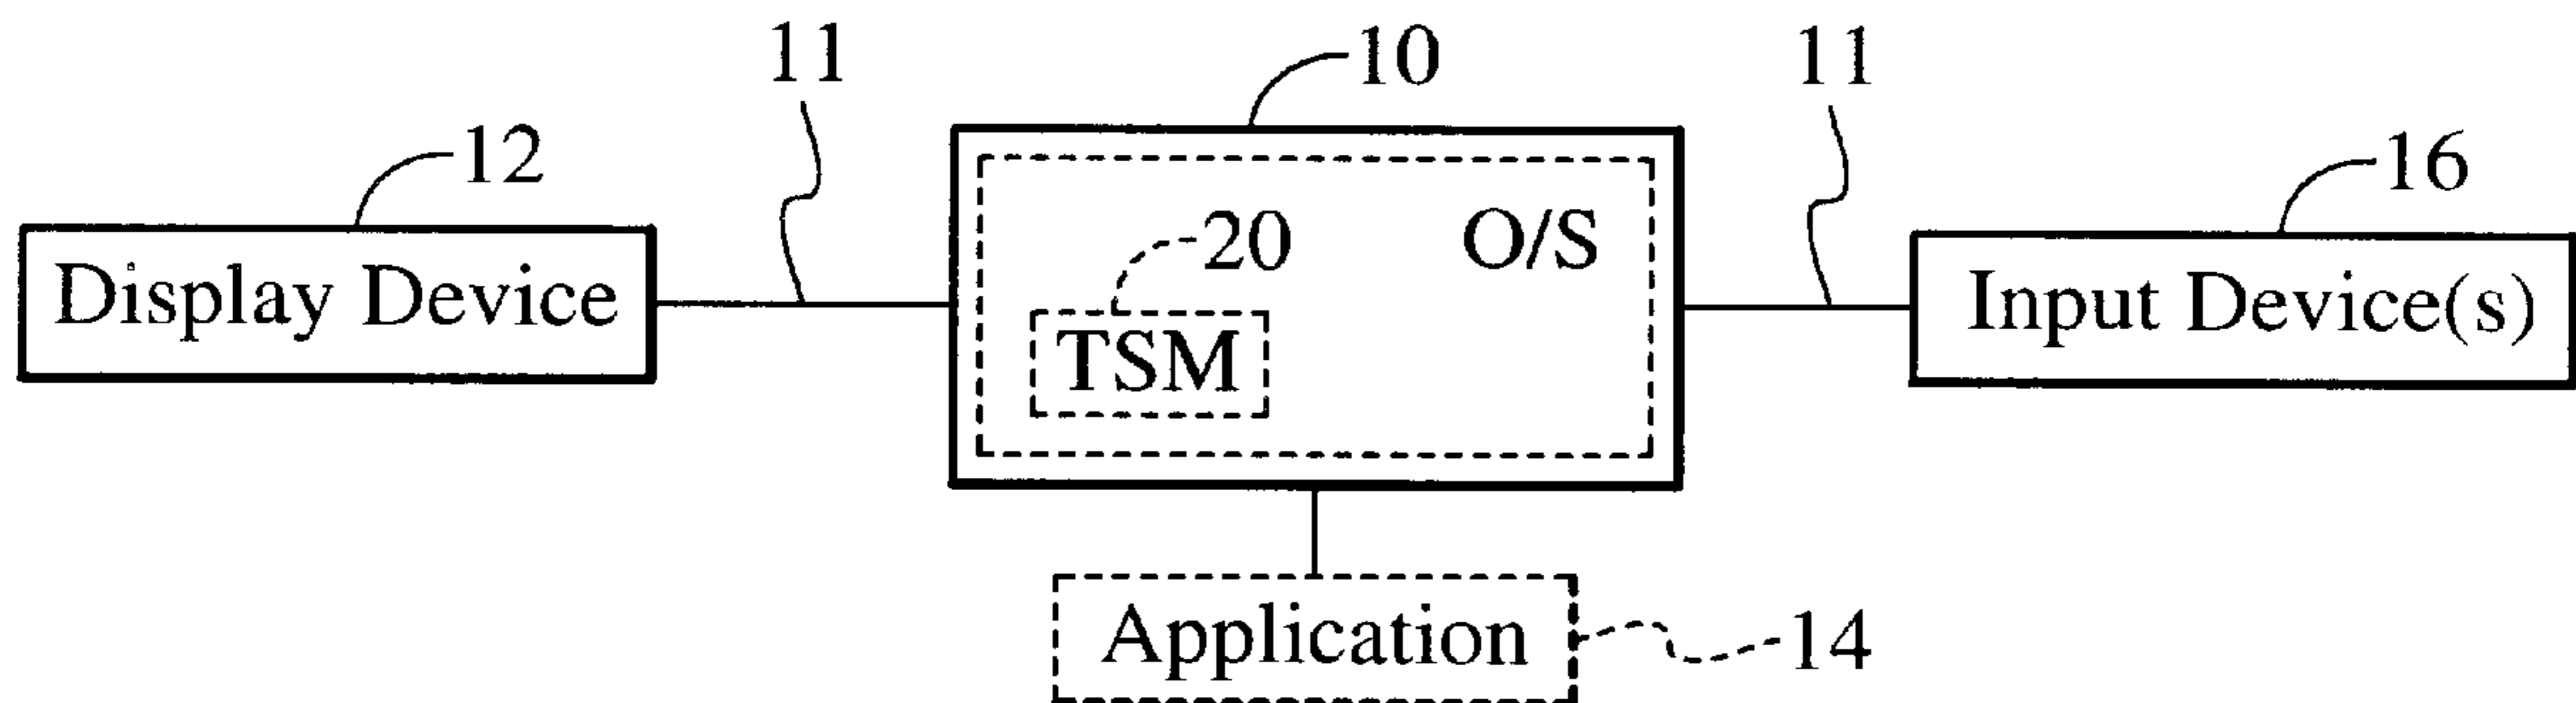 11
10
11
12
16
20
O/S
Display Device
Input Device(s)
TSM
Application
14